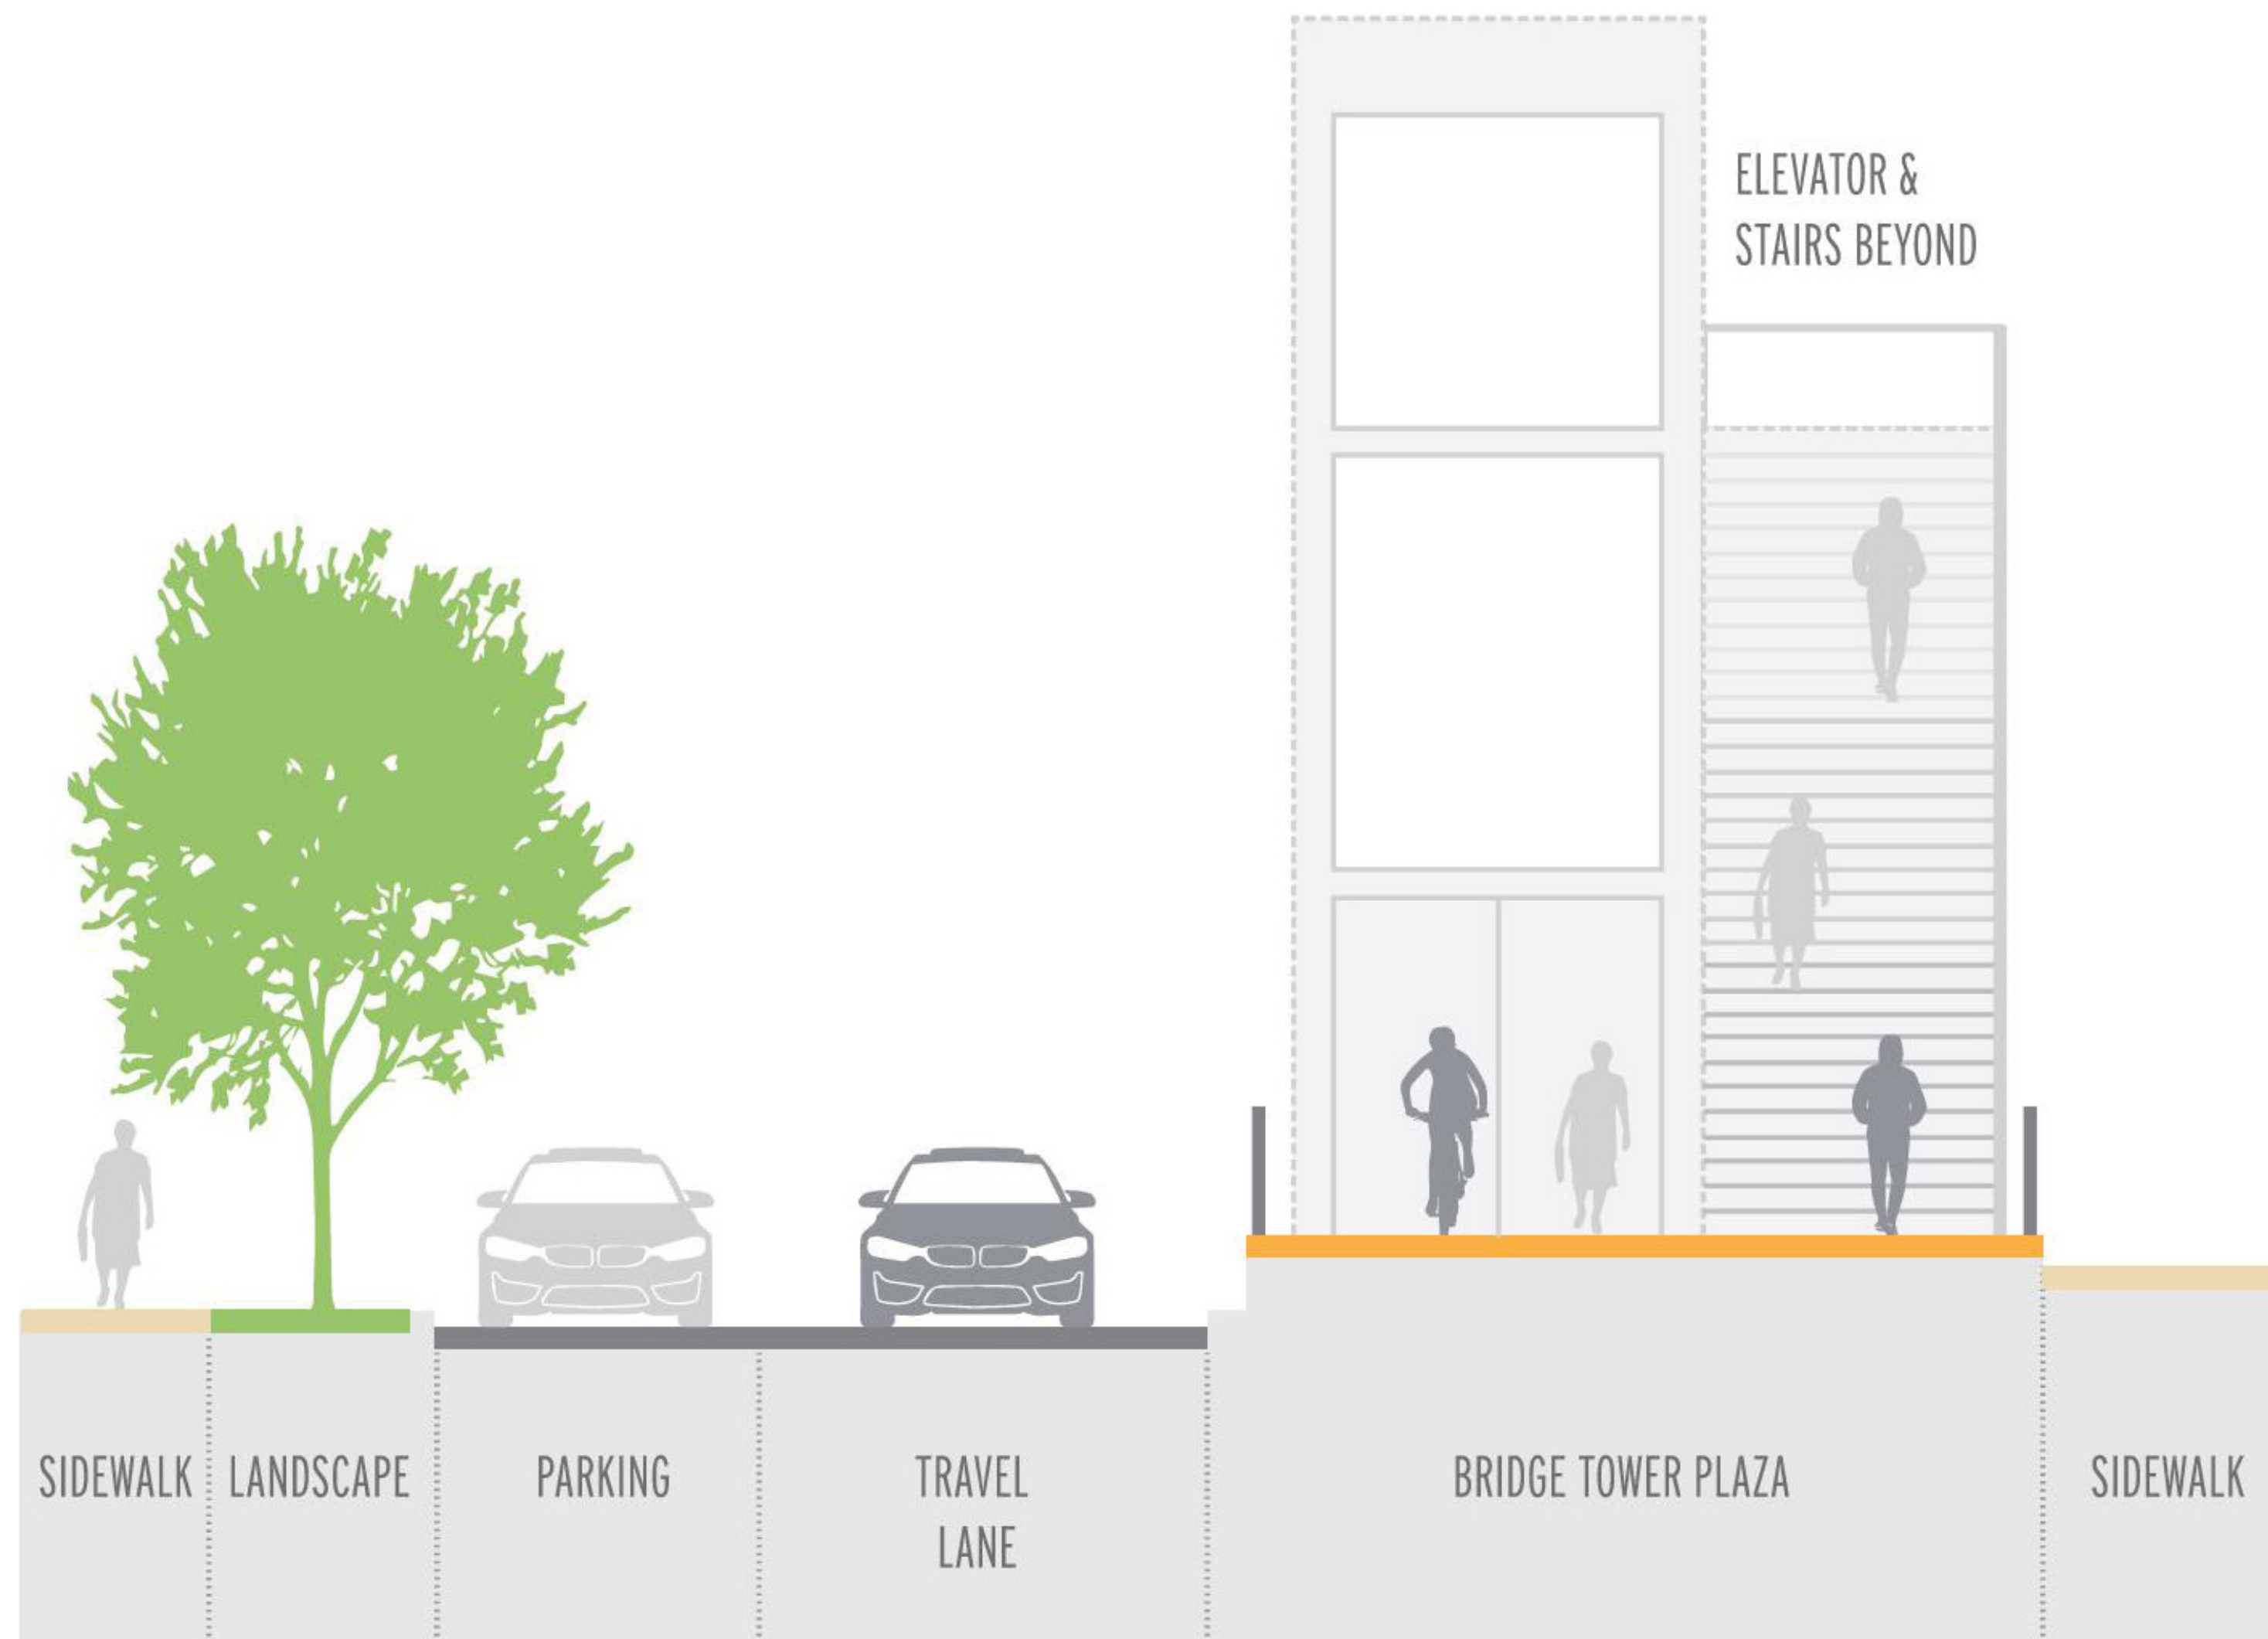 ELEVATOR &
STAIRS BEYOND
SIDEWALK
LANDSCAPE
PARKING
TRAVEL
LANE
BRIDGE TOWER PLAZA
SIDEWALK